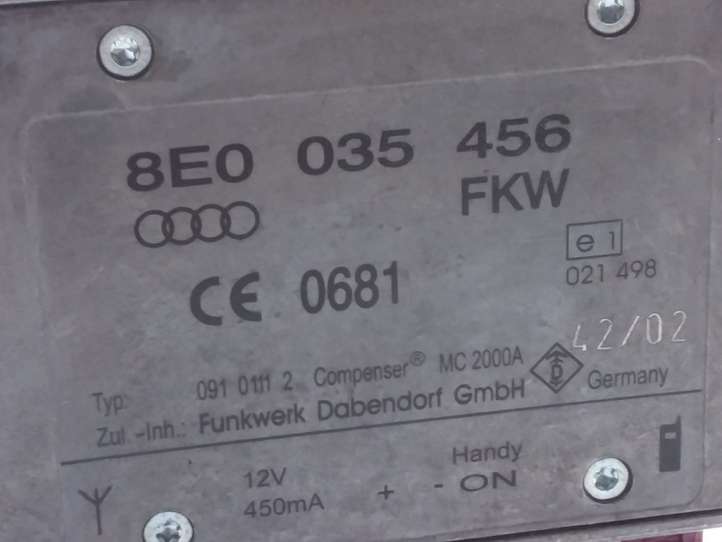 8E0 035 456
FKW
e 1
CE 0681
021 498
42/02
Typ: 091 0111 2 Compenser® MC 2000A
D
Zul.-Inh.: Funkwerk Dabendorf GmbH Germany
12V Handy
450mA + - ON